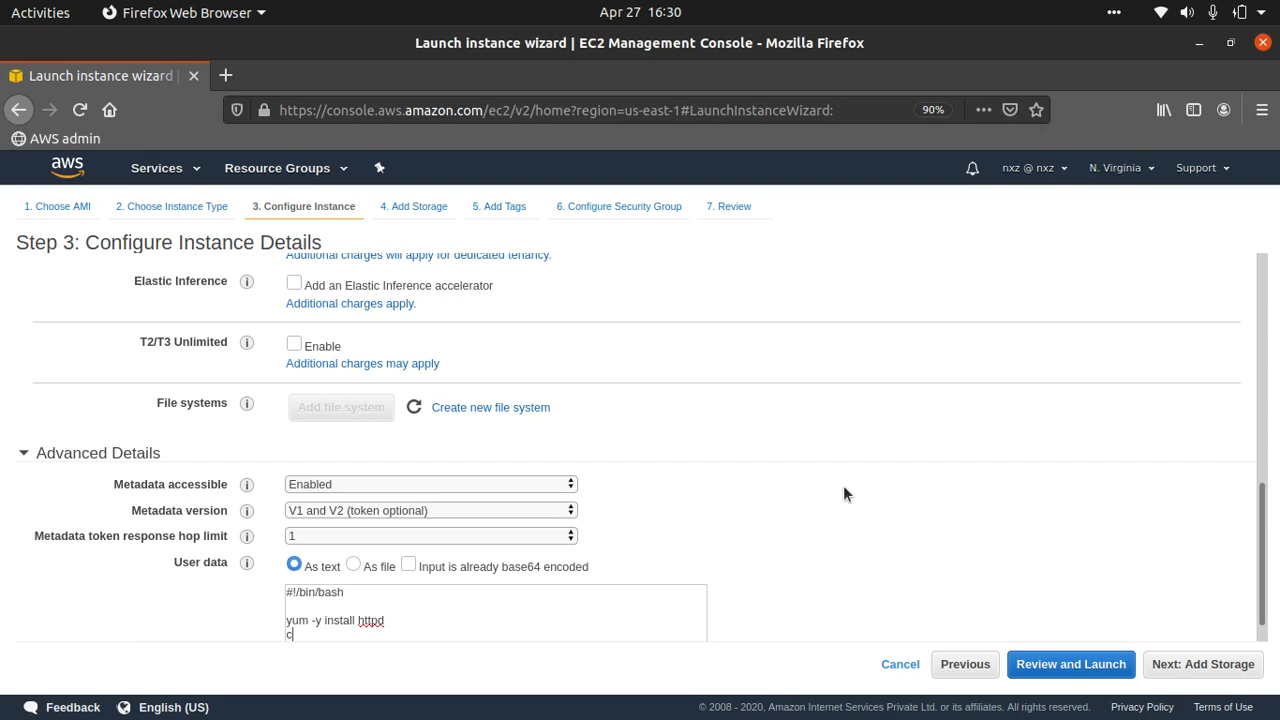 Activities
Firefox Web Browser
Apr 27 16:30
Launch instance wizard | EC2 Management Console - Mozilla Firefox
Launch instance wizard |
https://console.aws.amazon.com/ec2/v2/home?region=us-east-1#LaunchInstanceWizard:
90%
AWS admin
aws
Services
Resource Groups
nxz @ nxz
N. Virginia
Support
1. Choose AMI
2. Choose Instance Type
3. Configure Instance
4. Add Storage
5. Add Tags
6. Configure Security Group
7. Review
Step 3: Configure Instance Details
Additional charges will apply for dedicated tenancy.
Elastic Inference
Add an Elastic Inference accelerator
Additional charges apply.
T2/T3 Unlimited
Enable
Additional charges may apply
File systems
Add file system
Create new file system
Advanced Details
Metadata accessible
Enabled
Metadata version
V1 and V2 (token optional)
Metadata token response hop limit
1
User data
As text
As file
Input is already base64 encoded
#!/bin/bash
yum -y install httpd
c
Cancel
Previous
Review and Launch
Next: Add Storage
Feedback
English (US)
© 2008 - 2020, Amazon Internet Services Private Ltd. or its affiliates. All rights reserved.
Privacy Policy
Terms of Use